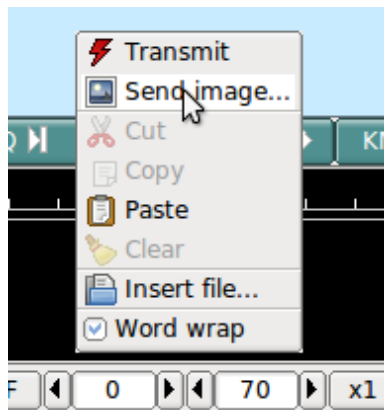 Transmit
Send image...
Cut
Copy
Paste
Clear
Insert file...
Word wrap
0 70 x1